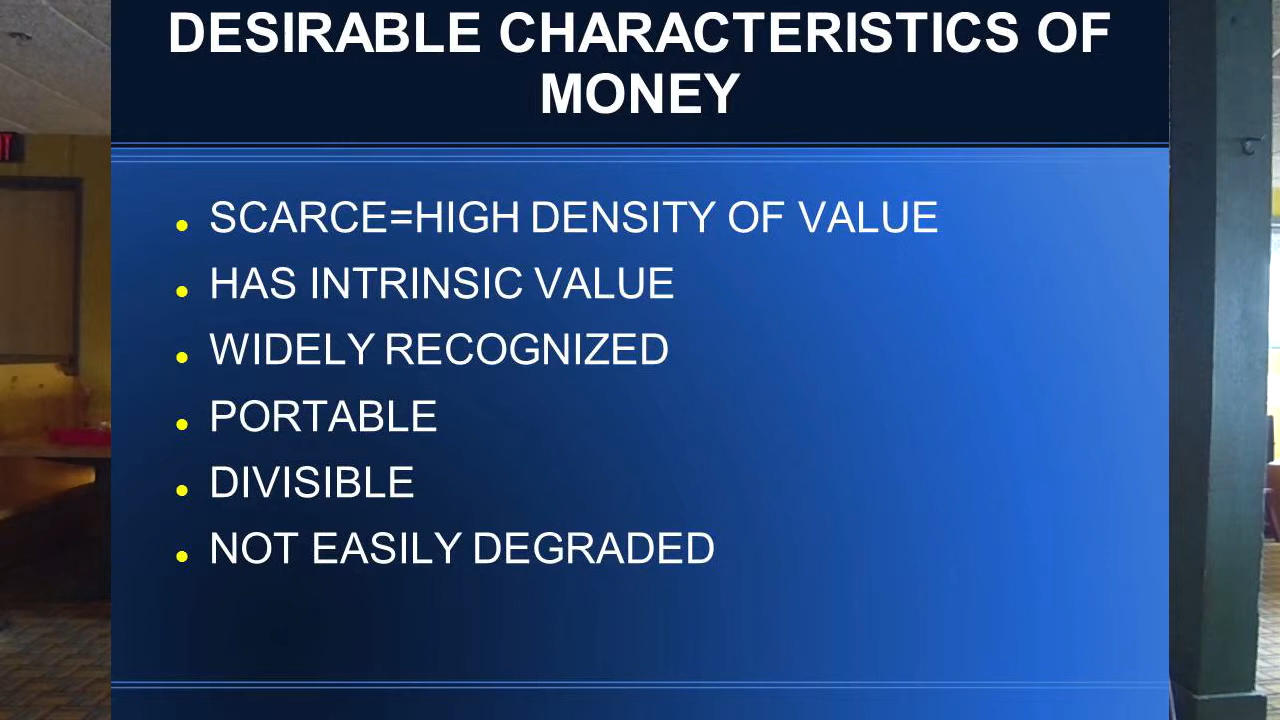 DESIRABLE CHARACTERISTICS OF
MONEY
SCARCE=HIGH DENSITY OF VALUE
HAS INTRINSIC VALUE
WIDELY RECOGNIZED
PORTABLE
DIVISIBLE
NOT EASILY DEGRADED